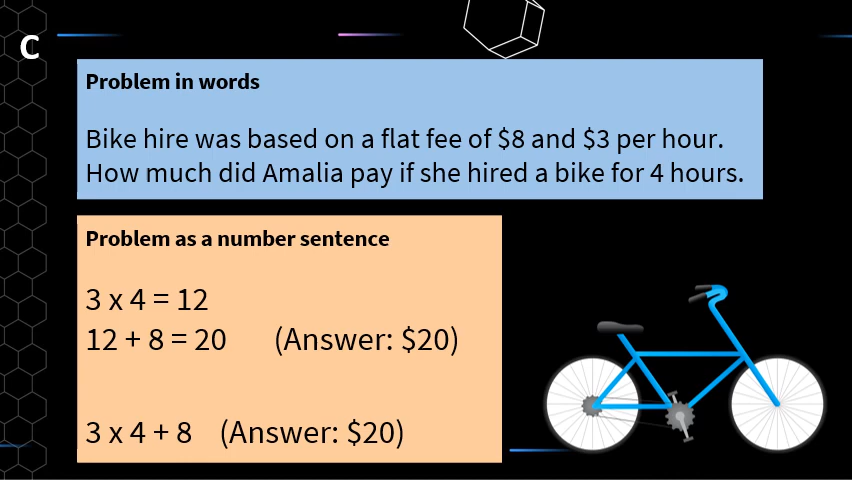 C
Problem in words
Bike hire was based on a flat fee of $8 and $3 per hour.
How much did Amalia pay if she hired a bike for 4 hours.
Problem as a number sentence
3 x 4 = 12
12 + 8 = 20 (Answer: $20)
3 x 4 + 8 (Answer: $20)